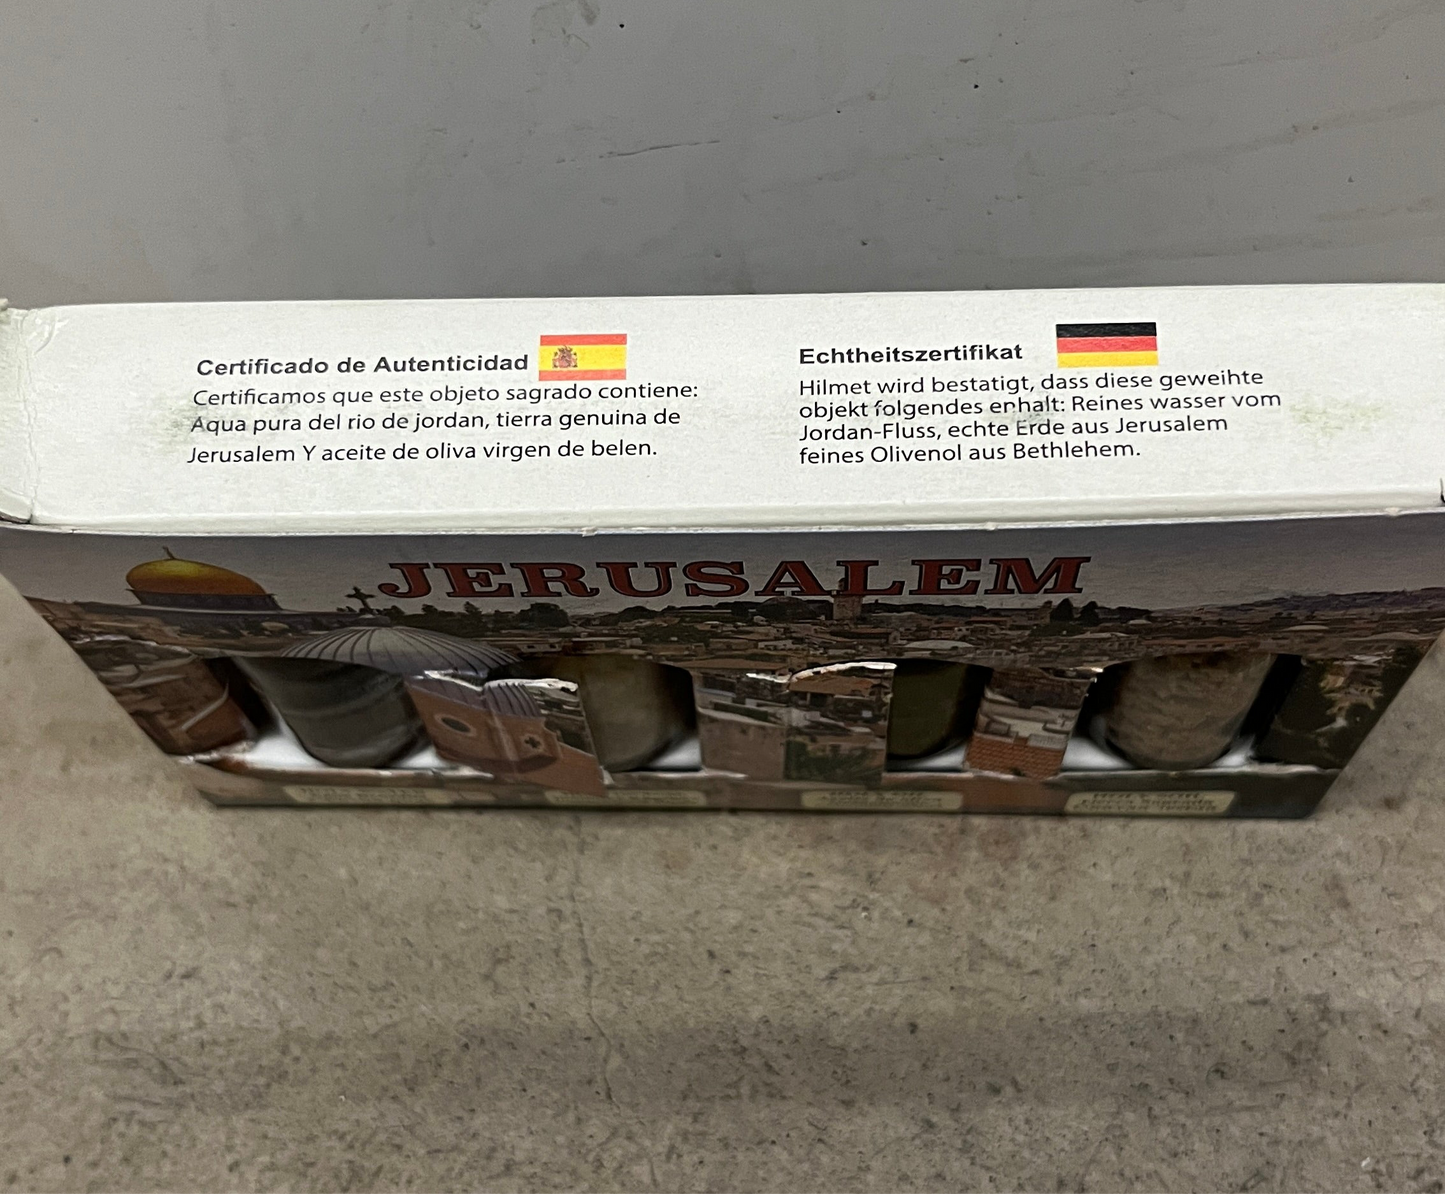 Certificado de Autenticidad
Certificamos que este objeto sagrado contiene:
Aqua pura del rio de jordan, tierra genuina de
Jerusalem Y aceite de oliva virgen de belen.
Echtheitszertifikat
Hilmet wird bestatigt, dass diese geweihte
objekt folgendes enhalt: Reines wasser vom
Jordan-Fluss, echte Erde aus Jerusalem
feines Olivenol aus Bethlehem.
JERUSALEM